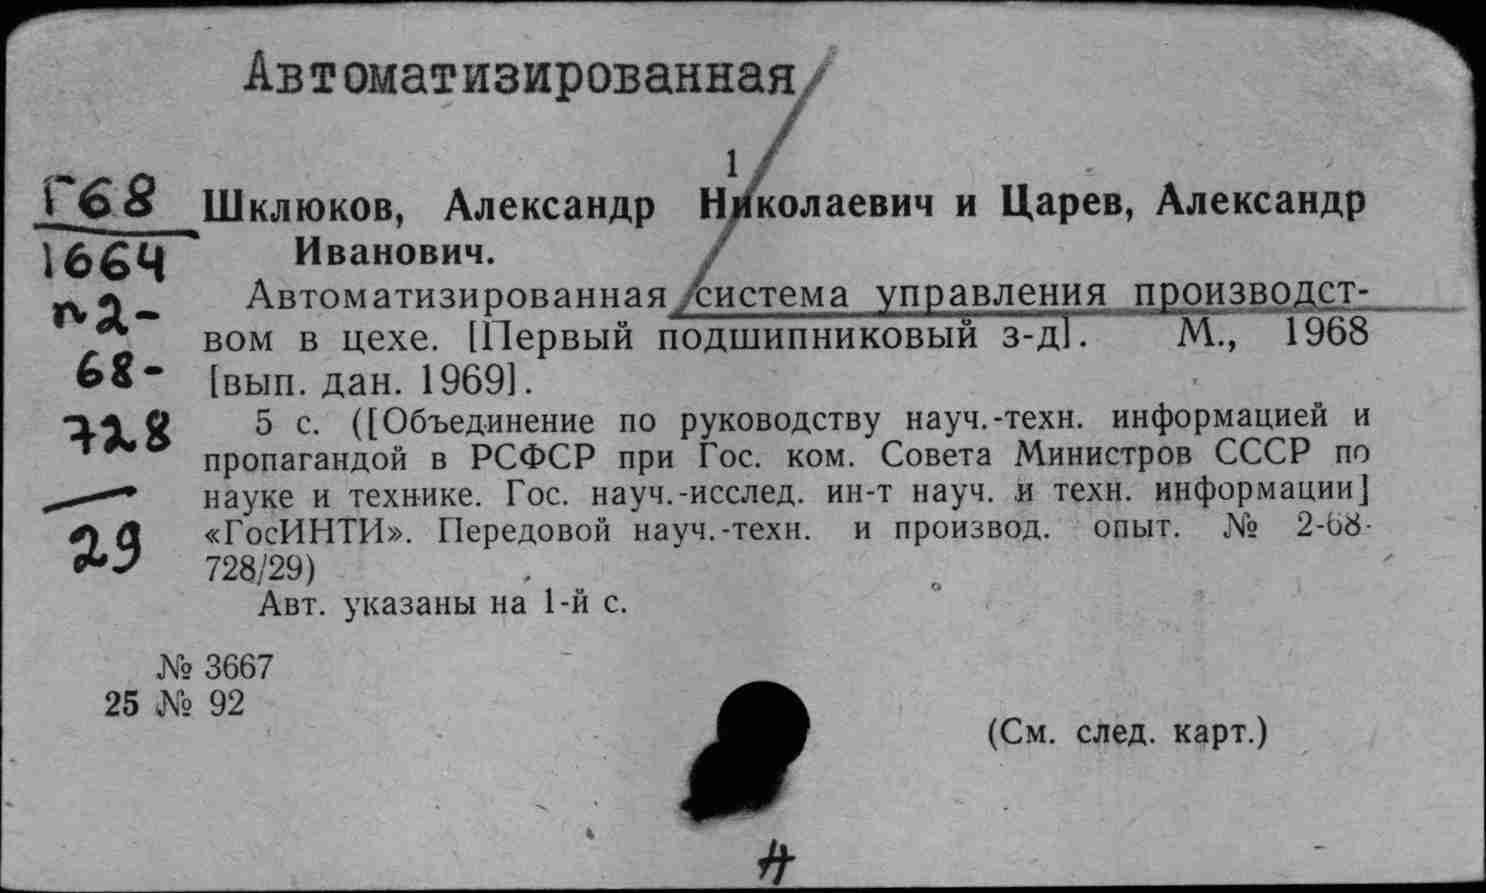 Автоматизированная/
1
Г68
1664
п2-
68-
728
29
Шклюков, Александр Николаевич и Царев, Александр
Иванович.
Автоматизированная /система управления производст-
вом в цехе. [Первый подшипниковый з-д]. М., 1968
[вып. дан. 1969].
5 с. ([Объединение по руководству науч.-техн. информацией и
пропагандой в РСФСР при Гос. ком. Совета Министров СССР по
науке и технике. Гос. науч.-исслед. ин-т науч. и техн. информации]
«ГосИНТИ». Передовой науч.-техн. и производ. опыт. № 2-68-
728/29)
Авт. указаны на 1-й с.
№ 3667
25 № 92
(См. след. карт.)